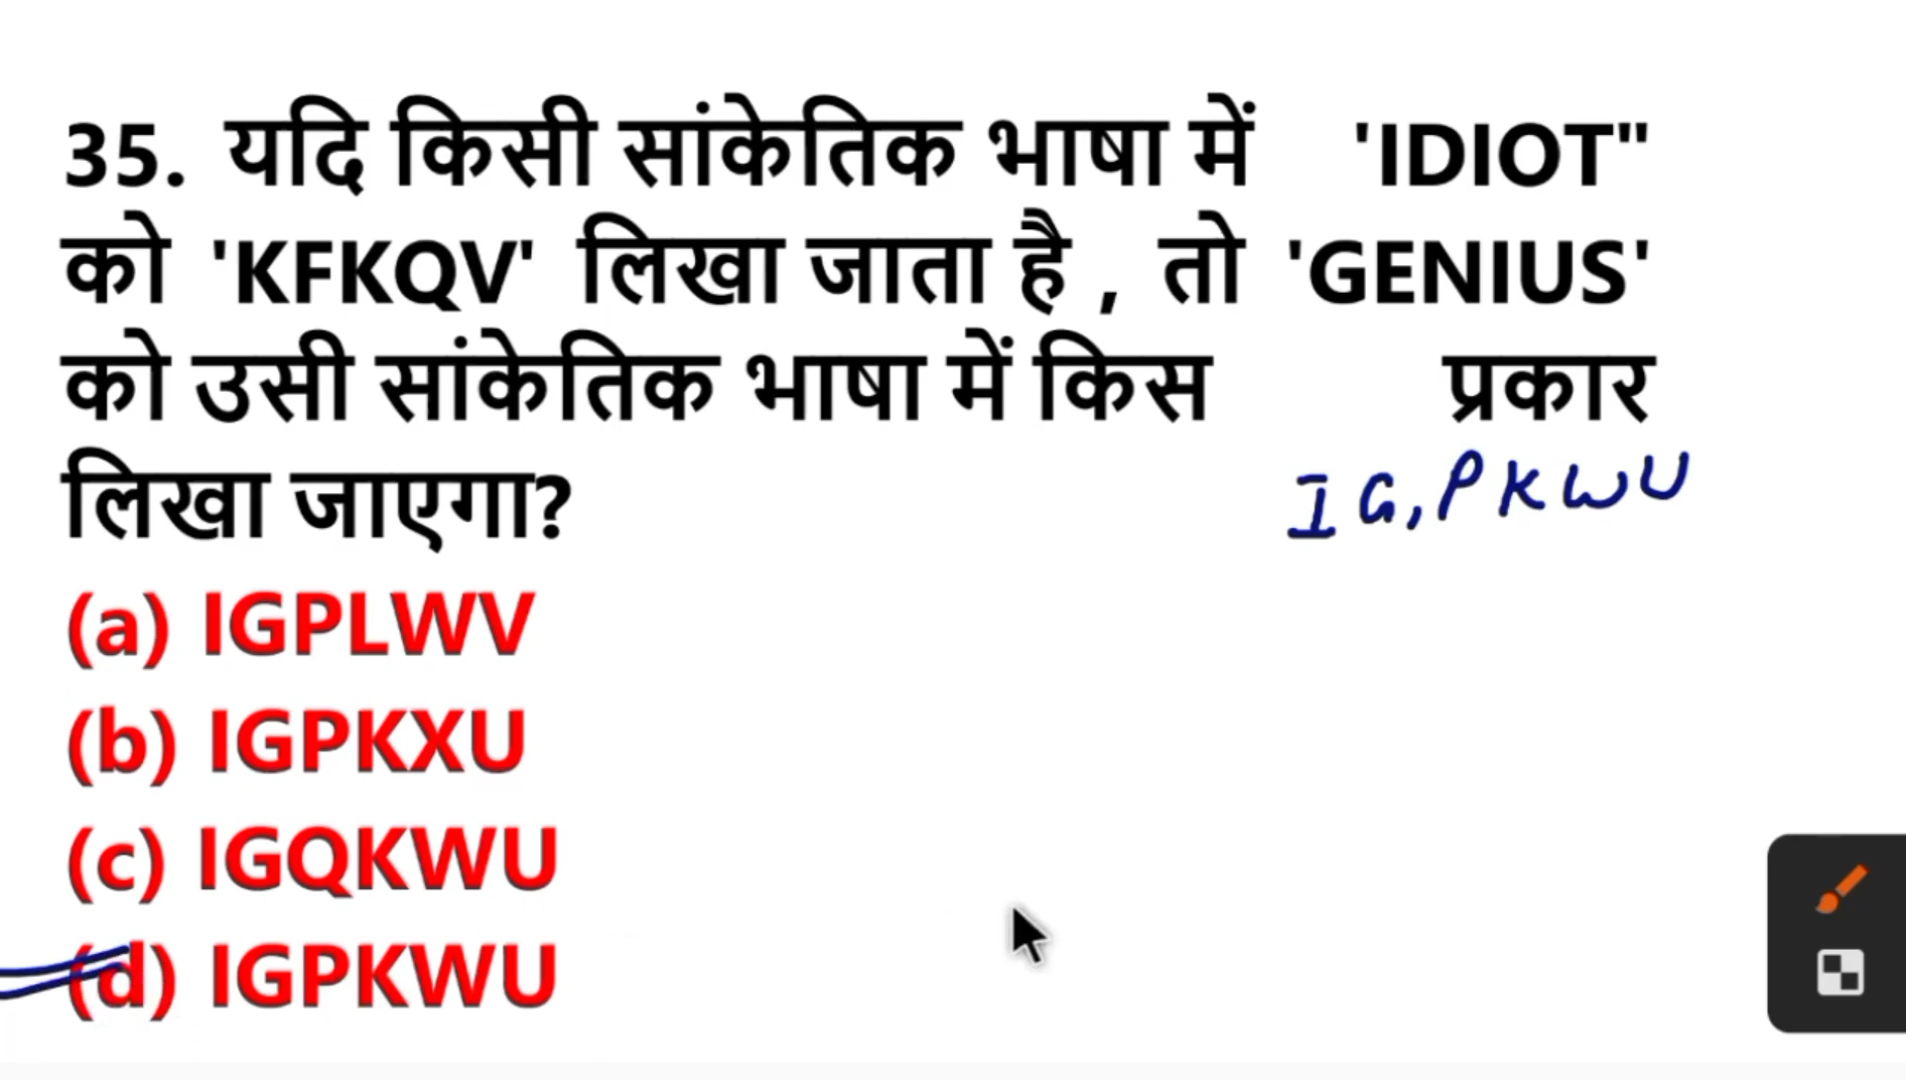 35. यदि किसी सांकेतिक भाषा में 'IDIOT"
को 'KFKQV' लिखा जाता है , तो 'GENIUS'
को उसी सांकेतिक भाषा में किस प्रकार
लिखा जाएगा?
IG,PKWU
(a) IGPLWV
(b) IGPKXU
(c) IGQKWU
(d) IGPKWU